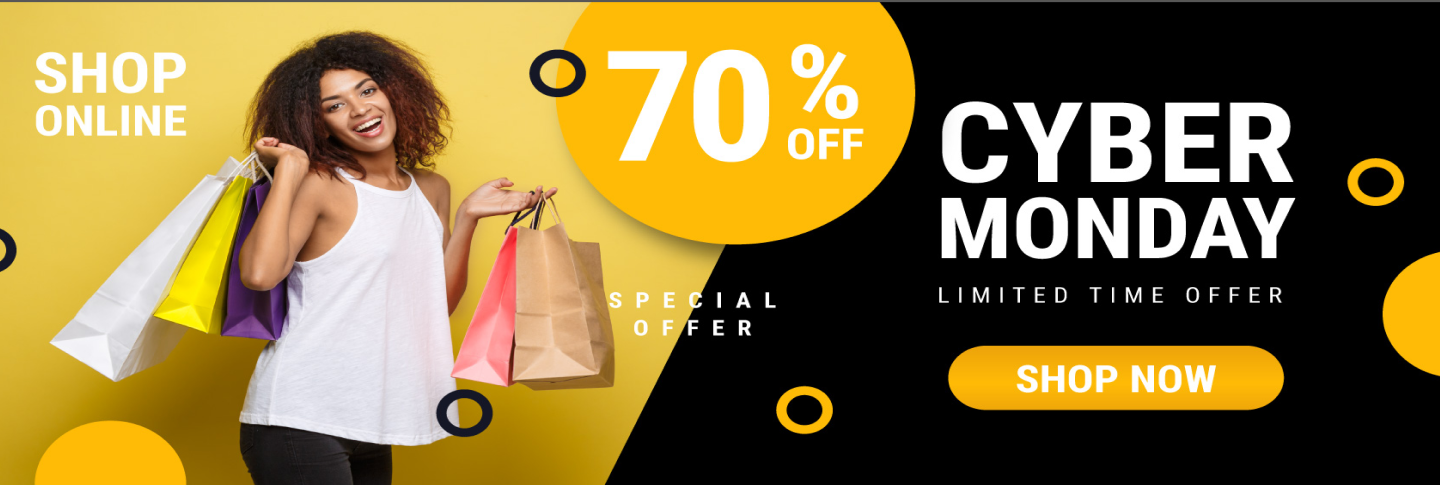 SHOP
ONLINE
70%
OFF
SPECIAL
OFFER
CYBER
MONDAY
LIMITED TIME OFFER
SHOP NOW